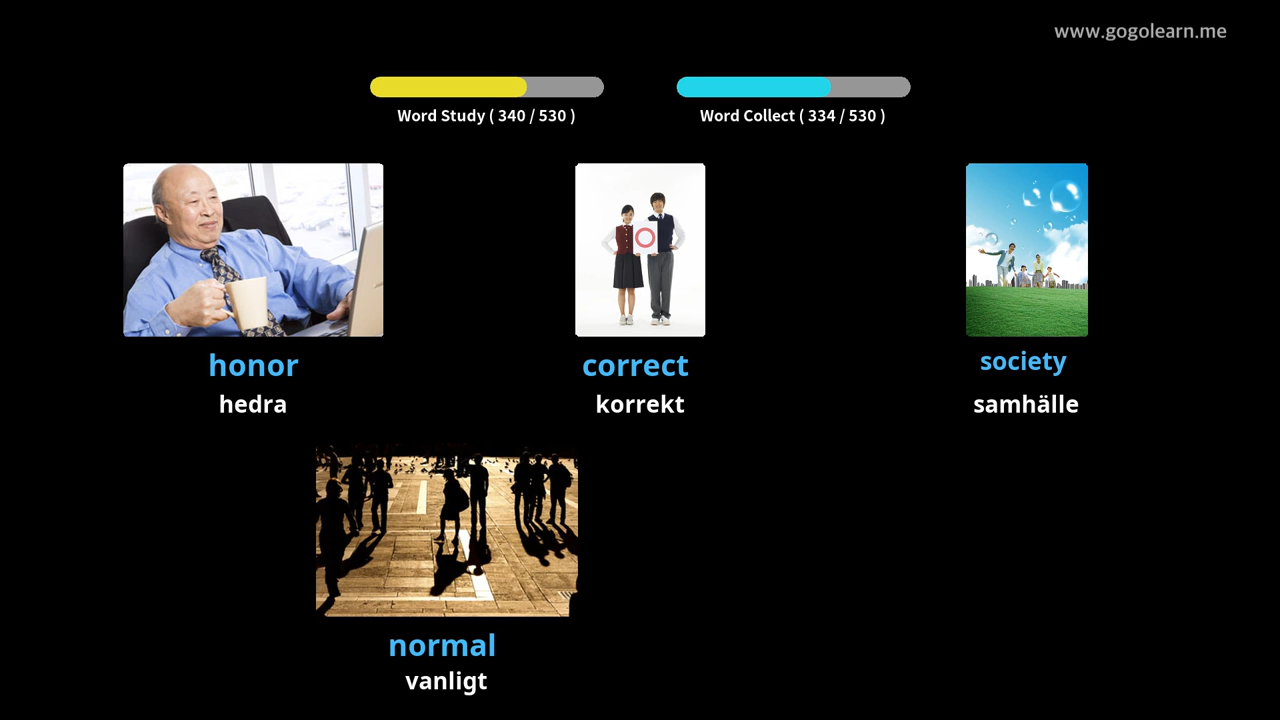 www.gogolearn.me
Word Study ( 340 / 530 )
Word Collect ( 334 / 530 )
honor
hedra
correct
korrekt
society
samhälle
normal
vanligt